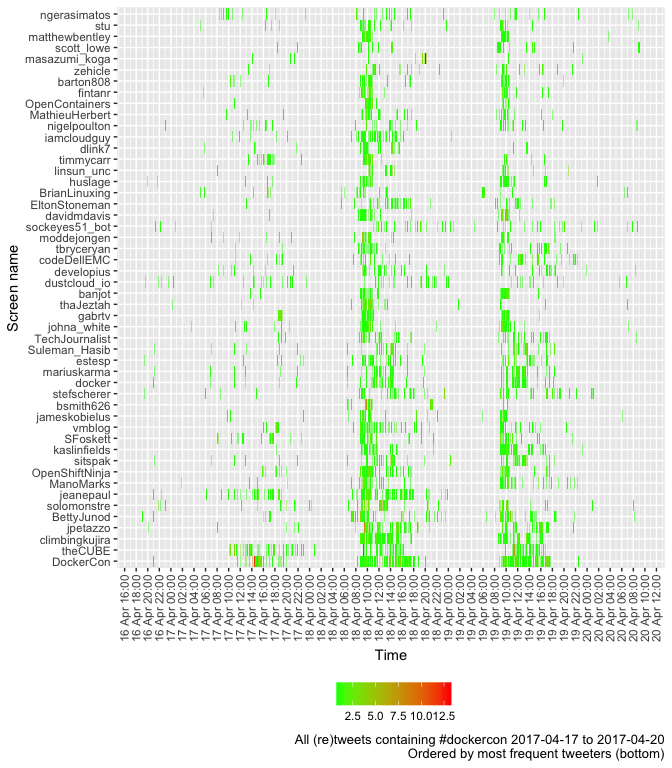 ngerasimatos
stu
matthewbentley
scott_lowe
masazumi_koga
zehicle
barton808
fintanr
OpenContainers
MathieuHerbert
nigelpoulton
iamcloudguy
dlink7
timmycarr
linsun_unc
huslage
BrianLinuxing
EltonStoneman
davidmdavis
sockeyes51_bot
moddejongen
tbryceryan
codeDellEMC
developius
dustcloud_io
banjot
thaJeztah
gabrtv
johna_white
TechJournalist
Suleman_Hasib
estesp
mariuskarma
docker
stefscherer
bsmith626
jameskobielus
vmblog
SFoskett
kaslinfields
sitspak
OpenShiftNinja
ManoMarks
jeanepaul
solomonstre
BettyJunod
jpetazzo
climbingkujira
theCUBE
DockerCon
Screen name
16 Apr 16:00
16 Apr 18:00
16 Apr 20:00
16 Apr 22:00
17 Apr 00:00
17 Apr 02:00
17 Apr 04:00
17 Apr 06:00
17 Apr 08:00
17 Apr 10:00
17 Apr 12:00
17 Apr 14:00
17 Apr 16:00
17 Apr 18:00
17 Apr 20:00
17 Apr 22:00
18 Apr 00:00
18 Apr 02:00
18 Apr 04:00
18 Apr 06:00
18 Apr 08:00
18 Apr 10:00
18 Apr 12:00
18 Apr 14:00
18 Apr 16:00
18 Apr 18:00
18 Apr 20:00
18 Apr 22:00
19 Apr 00:00
19 Apr 02:00
19 Apr 04:00
19 Apr 06:00
19 Apr 08:00
19 Apr 10:00
19 Apr 12:00
19 Apr 14:00
19 Apr 16:00
19 Apr 18:00
19 Apr 20:00
19 Apr 22:00
20 Apr 00:00
20 Apr 02:00
20 Apr 04:00
20 Apr 06:00
20 Apr 08:00
20 Apr 10:00
20 Apr 12:00
Time
2.5 5.0 7.5 10.0 12.5
All (re)tweets containing #dockercon 2017-04-17 to 2017-04-20
Ordered by most frequent tweeters (bottom)